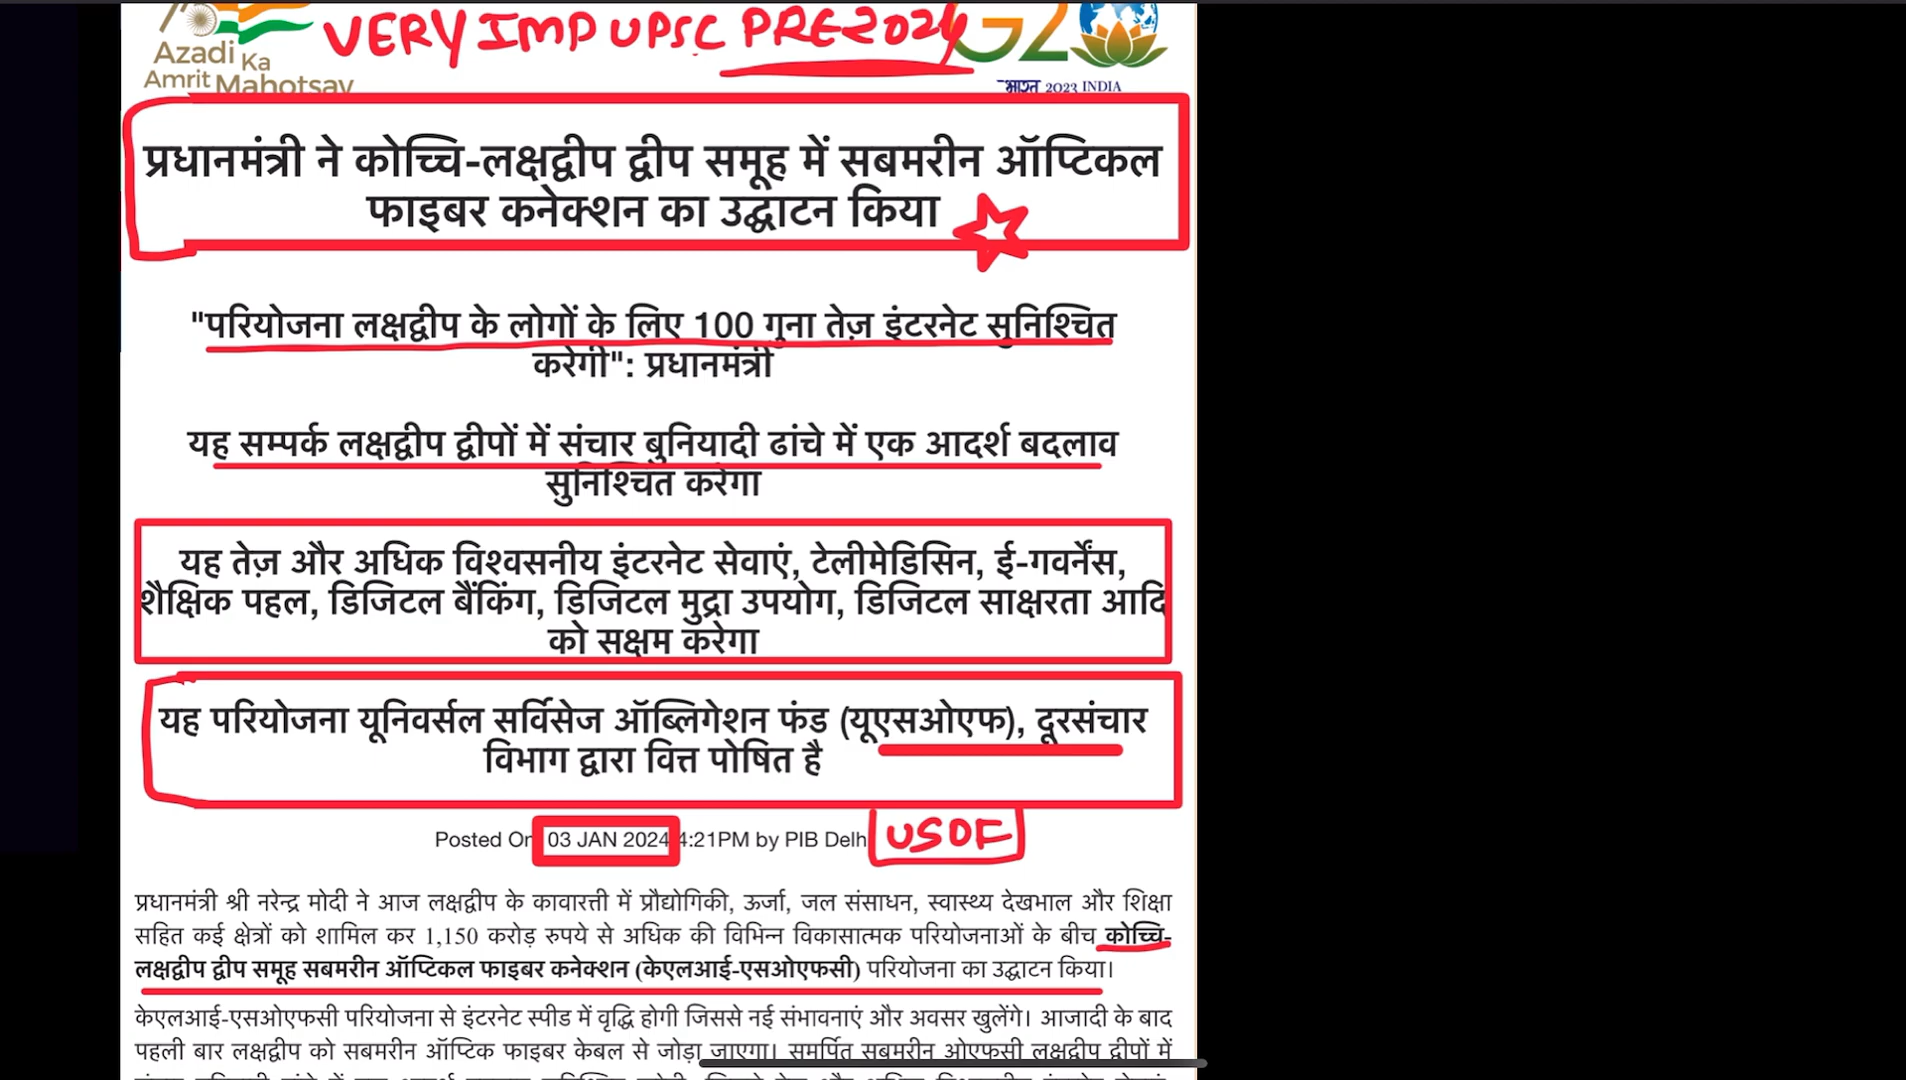 VERY IMP UPSC PRE2024
Azadi Ka
Amrit Mahotsav
G20
भारत 2023 INDIA
प्रधानमंत्री ने कोच्चि-लक्षद्वीप द्वीप समूह में सबमरीन ऑप्टिकल
फाइबर कनेक्शन का उद्घाटन किया
"परियोजना लक्षद्वीप के लोगों के लिए 100 गुना तेज़ इंटरनेट सुनिश्चित
करेगी": प्रधानमंत्री
यह सम्पर्क लक्षद्वीप द्वीपों में संचार बुनियादी ढांचे में एक आदर्श बदलाव
सुनिश्चित करेगा
यह तेज़ और अधिक विश्वसनीय इंटरनेट सेवाएं, टेलीमेडिसिन, ई-गवर्नेंस,
शैक्षिक पहल, डिजिटल बैंकिंग, डिजिटल मुद्रा उपयोग, डिजिटल साक्षरता आदि
को सक्षम करेगा
यह परियोजना यूनिवर्सल सर्विसेज ऑब्लिगेशन फंड (यूएसओएफ), दूरसंचार
विभाग द्वारा वित्त पोषित है
Posted On 03 JAN 2024 4:21PM by PIB Delh USOF
प्रधानमंत्री श्री नरेन्द्र मोदी ने आज लक्षद्वीप के कावारत्ती में प्रौद्योगिकी, ऊर्जा, जल संसाधन, स्वास्थ्य देखभाल और शिक्षा
सहित कई क्षेत्रों को शामिल कर 1,150 करोड़ रुपये से अधिक की विभिन्न विकासात्मक परियोजनाओं के बीच कोच्चि-
लक्षद्वीप द्वीप समूह सबमरीन ऑप्टिकल फाइबर कनेक्शन (केएलआई-एसओएफसी) परियोजना का उद्घाटन किया।
केएलआई-एसओएफसी परियोजना से इंटरनेट स्पीड में वृद्धि होगी जिससे नई संभावनाएं और अवसर खुलेंगे। आजादी के बाद
पहली बार लक्षद्वीप को सबमरीन ऑप्टिक फाइबर केबल से जोड़ा जाएगा। समर्पित सबमरीन ओएफसी लक्षद्वीप द्वीपों में